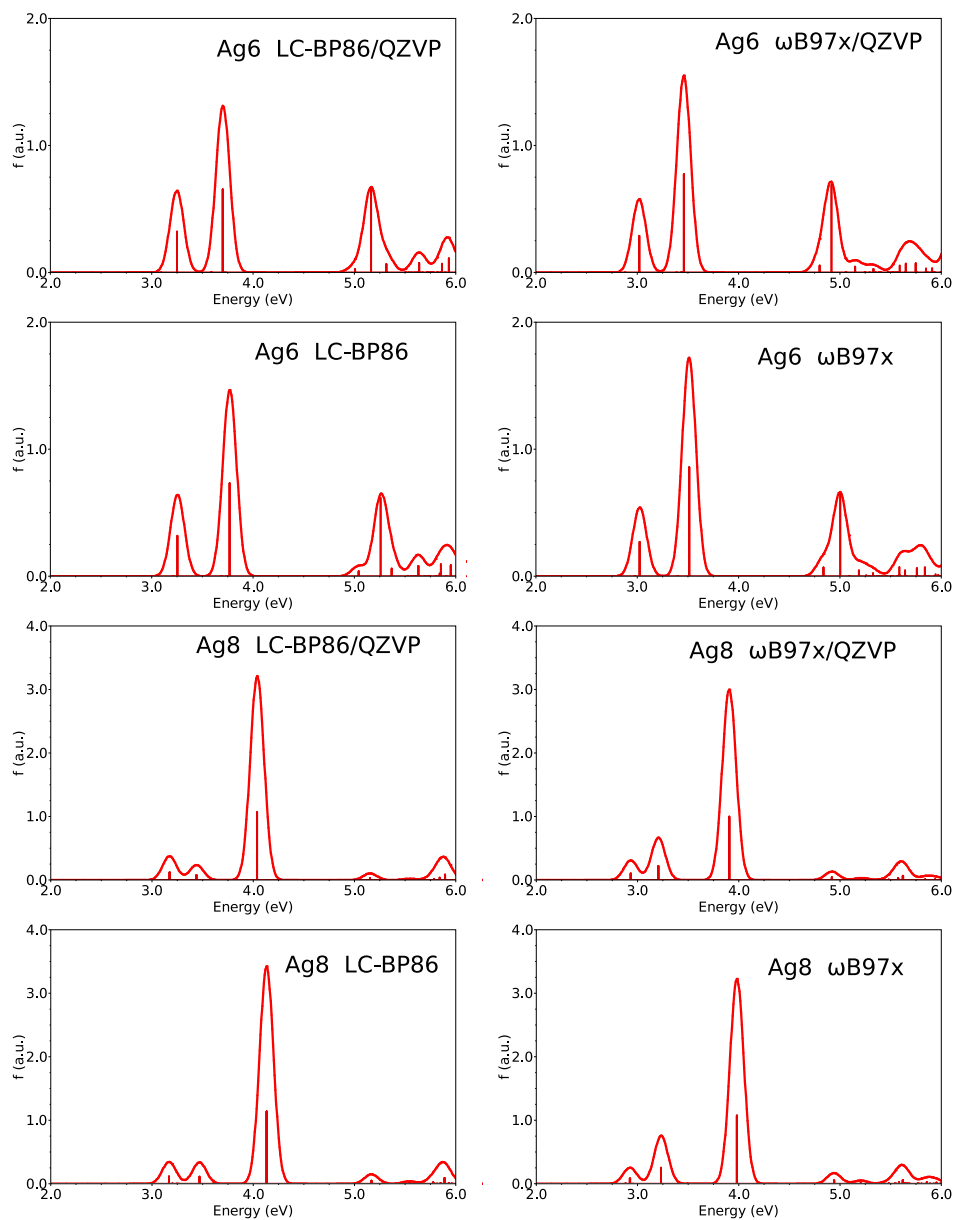 Ag6 LC-BP86/QZVP
f (a.u.)
2.0
1.0
0.0
2.0 3.0 4.0 5.0 6.0
Energy (eV)
Ag6 ωB97x/QZVP
f (a.u.)
2.0
1.0
0.0
2.0 3.0 4.0 5.0 6.0
Energy (eV)
Ag6 LC-BP86
f (a.u.)
2.0
1.0
0.0
2.0 3.0 4.0 5.0 6.0
Energy (eV)
Ag6 ωB97x
f (a.u.)
2.0
1.0
0.0
2.0 3.0 4.0 5.0 6.0
Energy (eV)
Ag8 LC-BP86/QZVP
f (a.u.)
4.0
3.0
2.0
1.0
0.0
2.0 3.0 4.0 5.0 6.0
Energy (eV)
Ag8 ωB97x/QZVP
f (a.u.)
4.0
3.0
2.0
1.0
0.0
2.0 3.0 4.0 5.0 6.0
Energy (eV)
Ag8 LC-BP86
f (a.u.)
4.0
3.0
2.0
1.0
0.0
2.0 3.0 4.0 5.0 6.0
Energy (eV)
Ag8 ωB97x
f (a.u.)
4.0
3.0
2.0
1.0
0.0
2.0 3.0 4.0 5.0 6.0
Energy (eV)